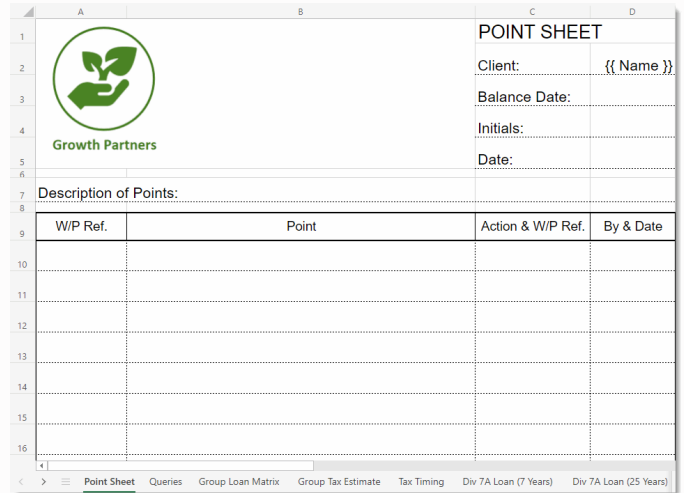 A B C D
1 POINT SHEET
2 Client: {{ Name }}
3 Balance Date:
4 Initials:
Growth Partners
5 Date:
6
7 Description of Points:
8
9 W/P Ref. Point Action & W/P Ref. By & Date
10
11
12
13
14
15
16
Point Sheet Queries Group Loan Matrix Group Tax Estimate Tax Timing Div 7A Loan (7 Years) Div 7A Loan (25 Years)